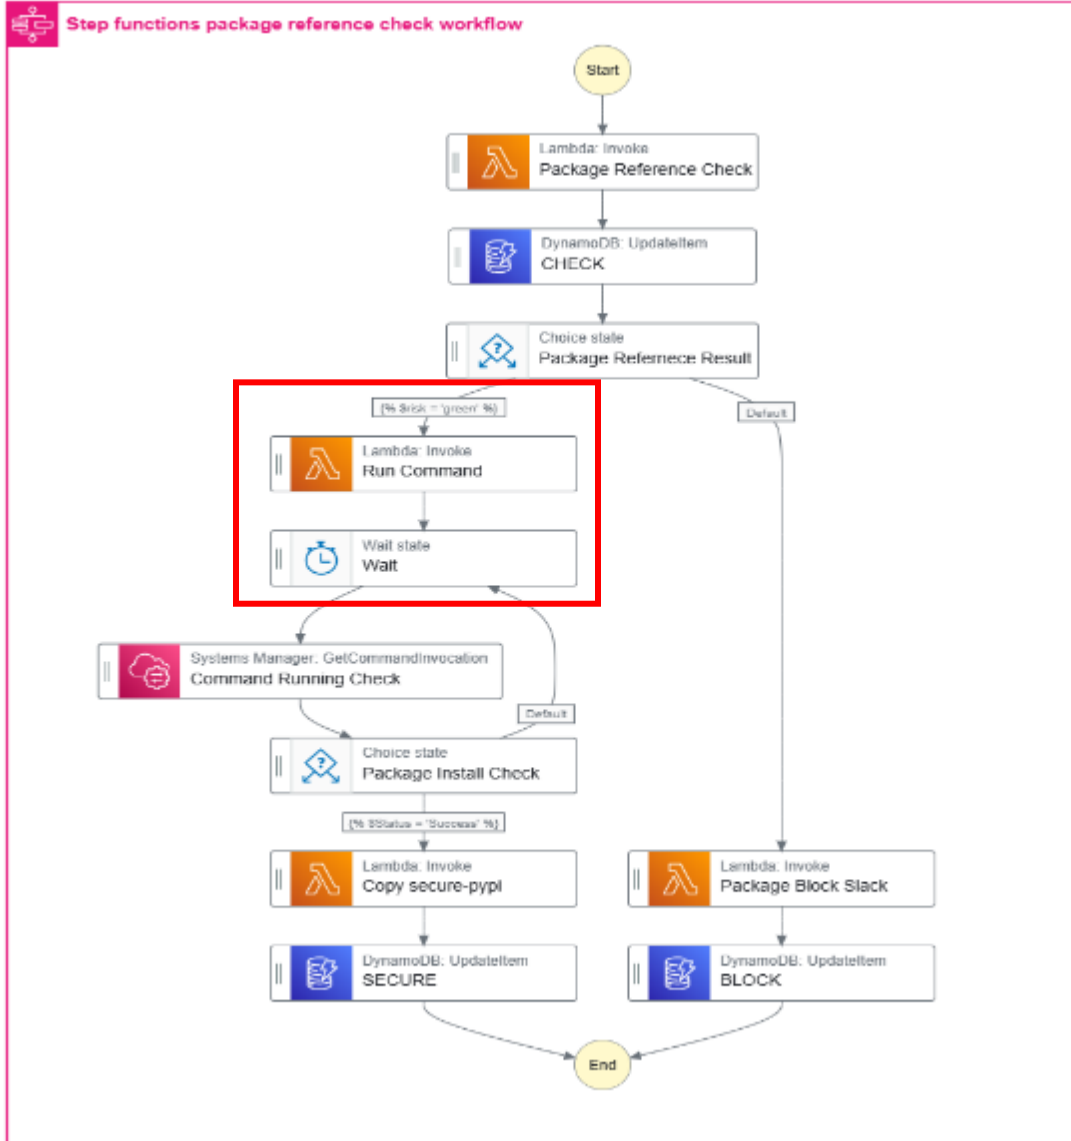 Step functions package reference check workflow
Start
Lambda: Invoke
Package Reference Check
DynamoDB: UpdateItem
CHECK
Choice state
Package Refernece Result
{% $risk = 'green' %}
Default
Lambda: Invoke
Run Command
Wait state
Wait
Systems Manager: GetCommandInvocation
Command Running Check
Default
Choice state
Package Install Check
{% $Status = 'Success' %}
Lambda: Invoke
Copy secure-pypi
Lambda: Invoke
Package Block Slack
DynamoDB: UpdateItem
SECURE
DynamoDB: UpdateItem
BLOCK
End